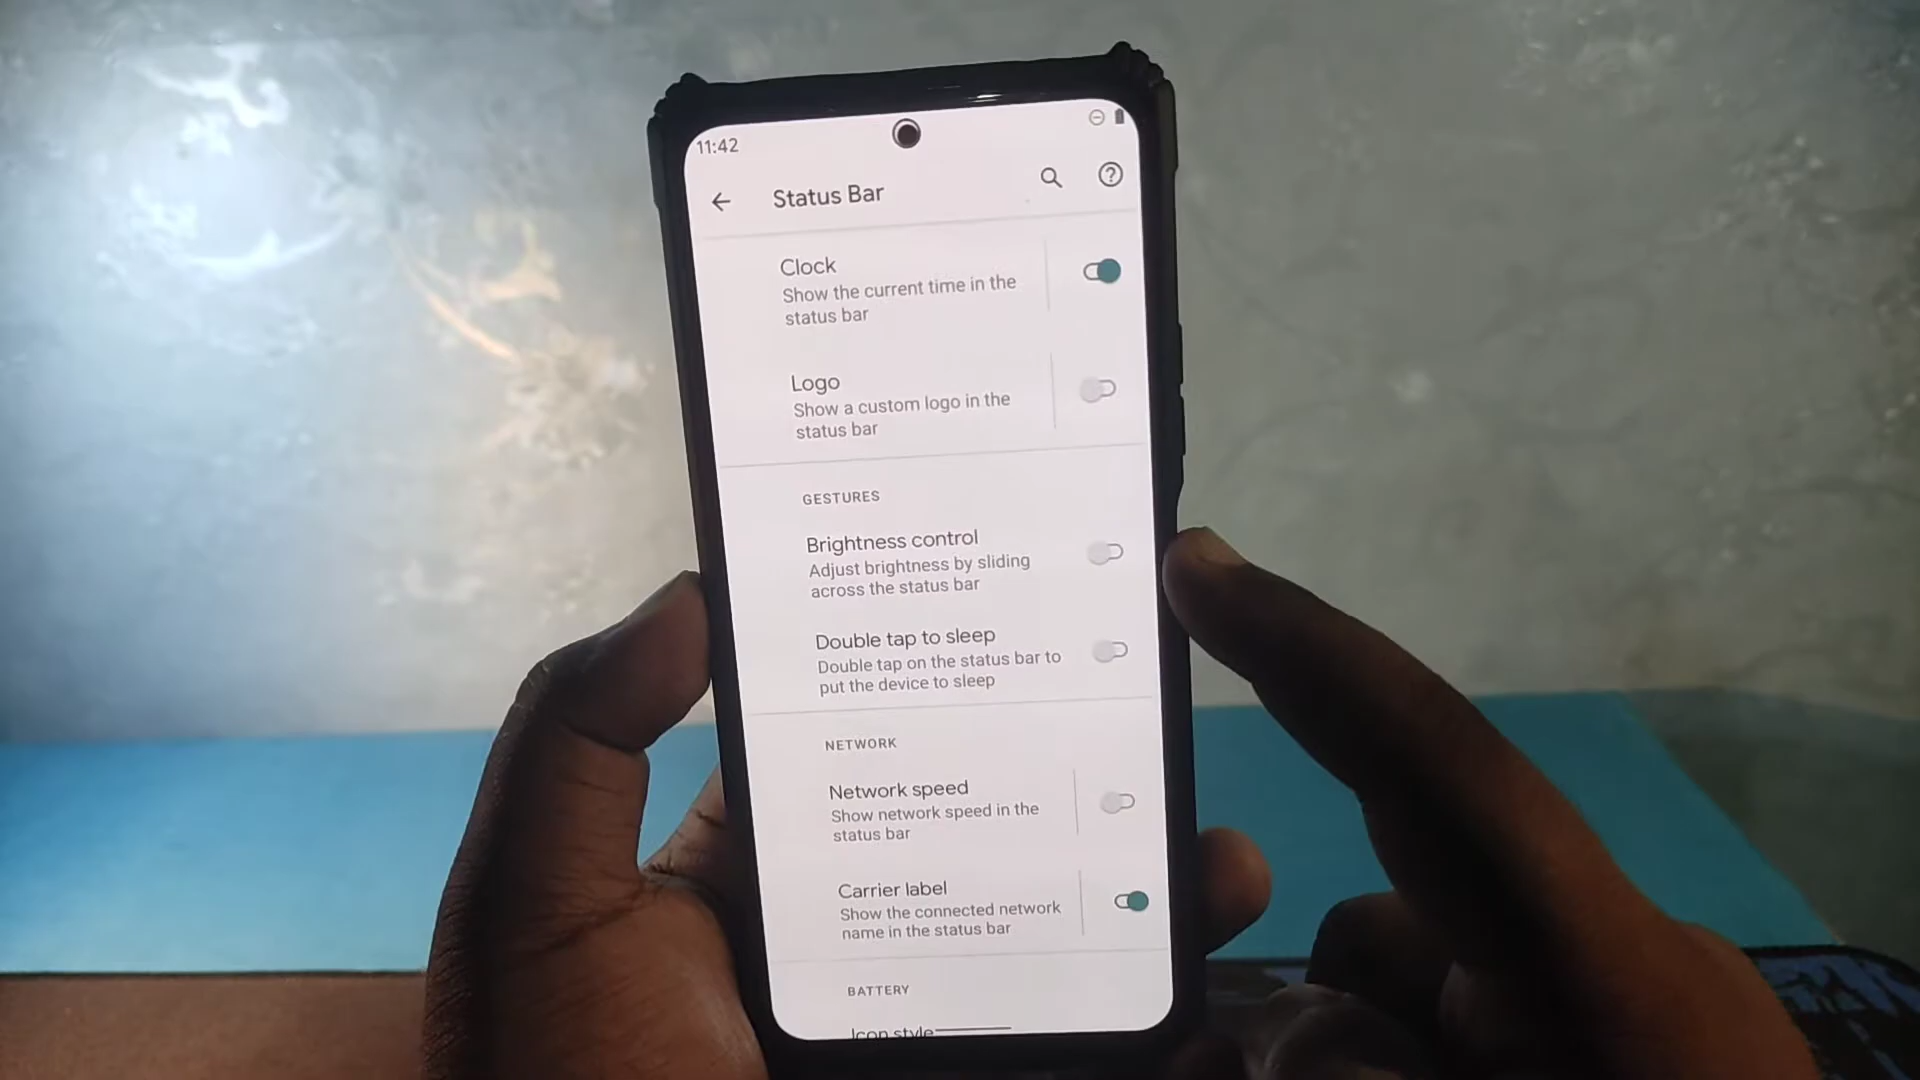 11:42
Status Bar
Clock
Show the current time in the
status bar
Logo
Show a custom logo in the
status bar
GESTURES
Brightness control
Adjust brightness by sliding
across the status bar
Double tap to sleep
Double tap on the status bar to
put the device to sleep
NETWORK
Network speed
Show network speed in the
status bar
Carrier label
Show the connected network
name in the status bar
BATTERY
Icon style